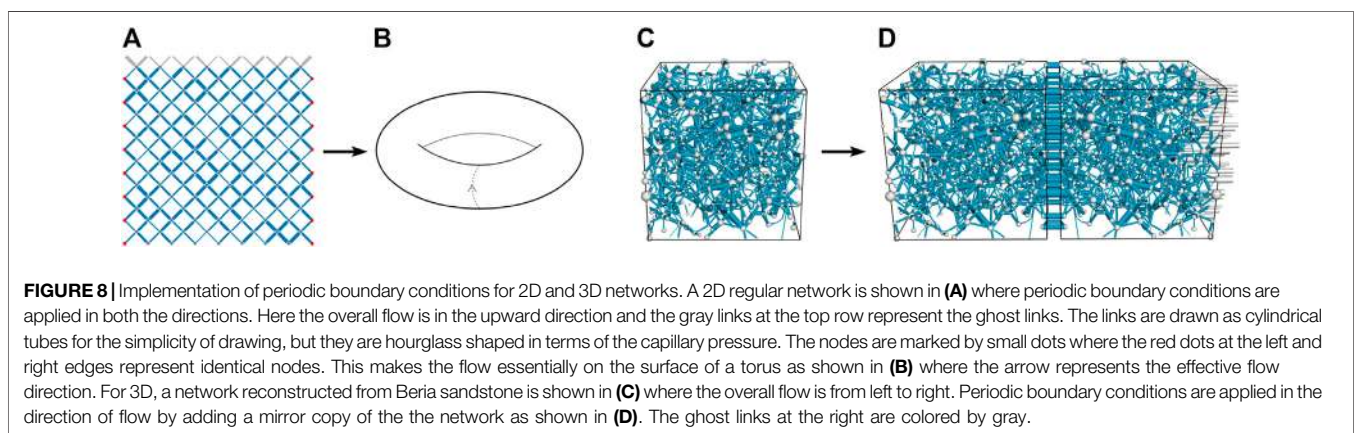 A B C D
FIGURE 8 | Implementation of periodic boundary conditions for 2D and 3D networks. A 2D regular network is shown in (A) where periodic boundary conditions are
applied in both the directions. Here the overall flow is in the upward direction and the gray links at the top row represent the ghost links. The links are drawn as cylindrical
tubes for the simplicity of drawing, but they are hourglass shaped in terms of the capillary pressure. The nodes are marked by small dots where the red dots at the left and
right edges represent identical nodes. This makes the flow essentially on the surface of a torus as shown in (B) where the arrow represents the effective flow
direction. For 3D, a network reconstructed from Beria sandstone is shown in (C) where the overall flow is from left to right. Periodic boundary conditions are applied in the
direction of flow by adding a mirror copy of the the network as shown in (D). The ghost links at the right are colored by gray.